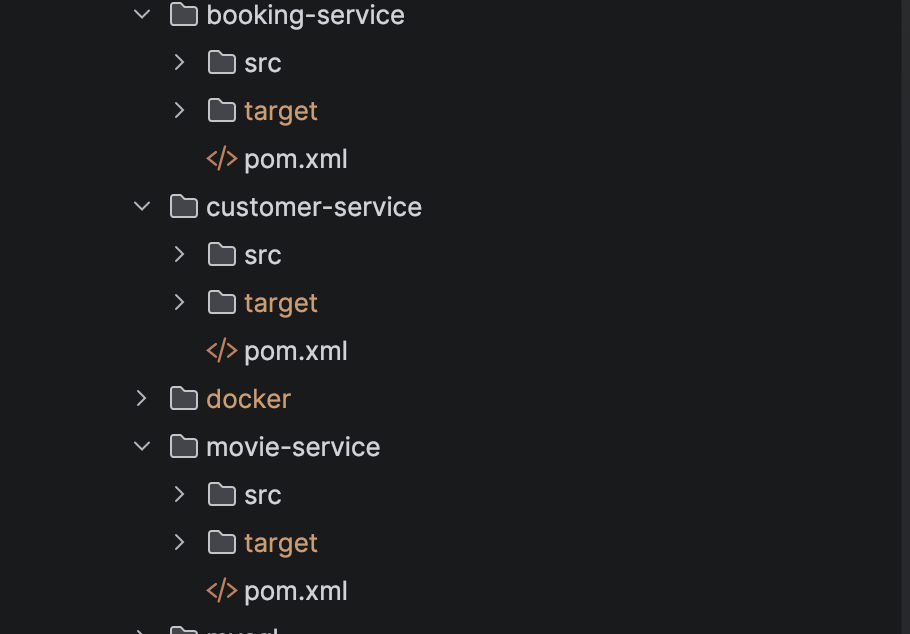 booking-service
src
target
</> pom.xml
customer-service
src
target
</> pom.xml
docker
movie-service
src
target
</> pom.xml